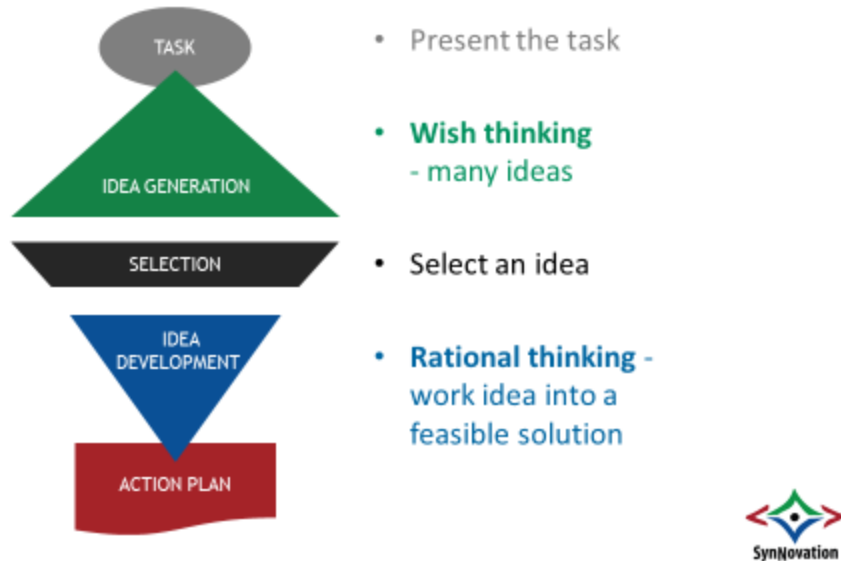 TASK
• Present the task
IDEA GENERATION
• Wish thinking
- many ideas
SELECTION
• Select an idea
IDEA
DEVELOPMENT
• Rational thinking -
work idea into a
feasible solution
ACTION PLAN
SynNovation